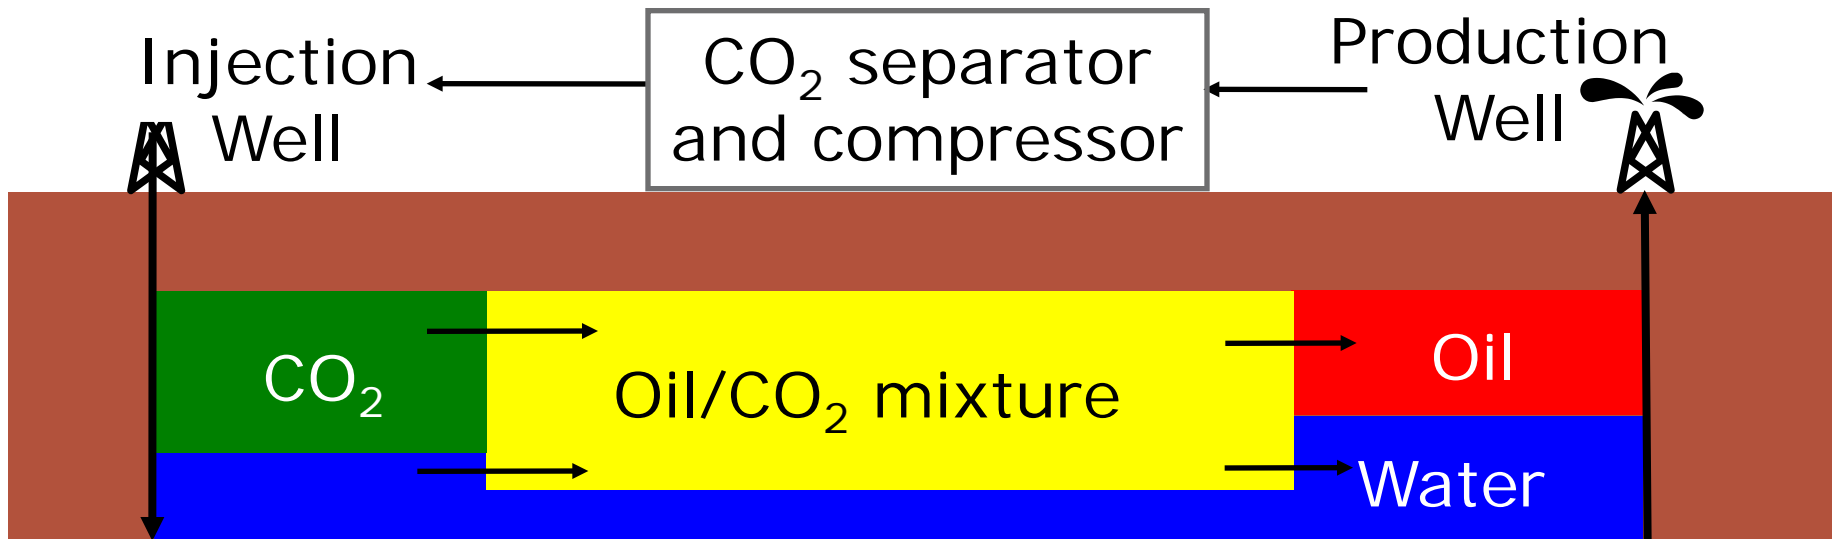 Injection
Well
CO₂ separator
and compressor
Production
Well
CO₂
Oil/CO₂ mixture
Oil
Water